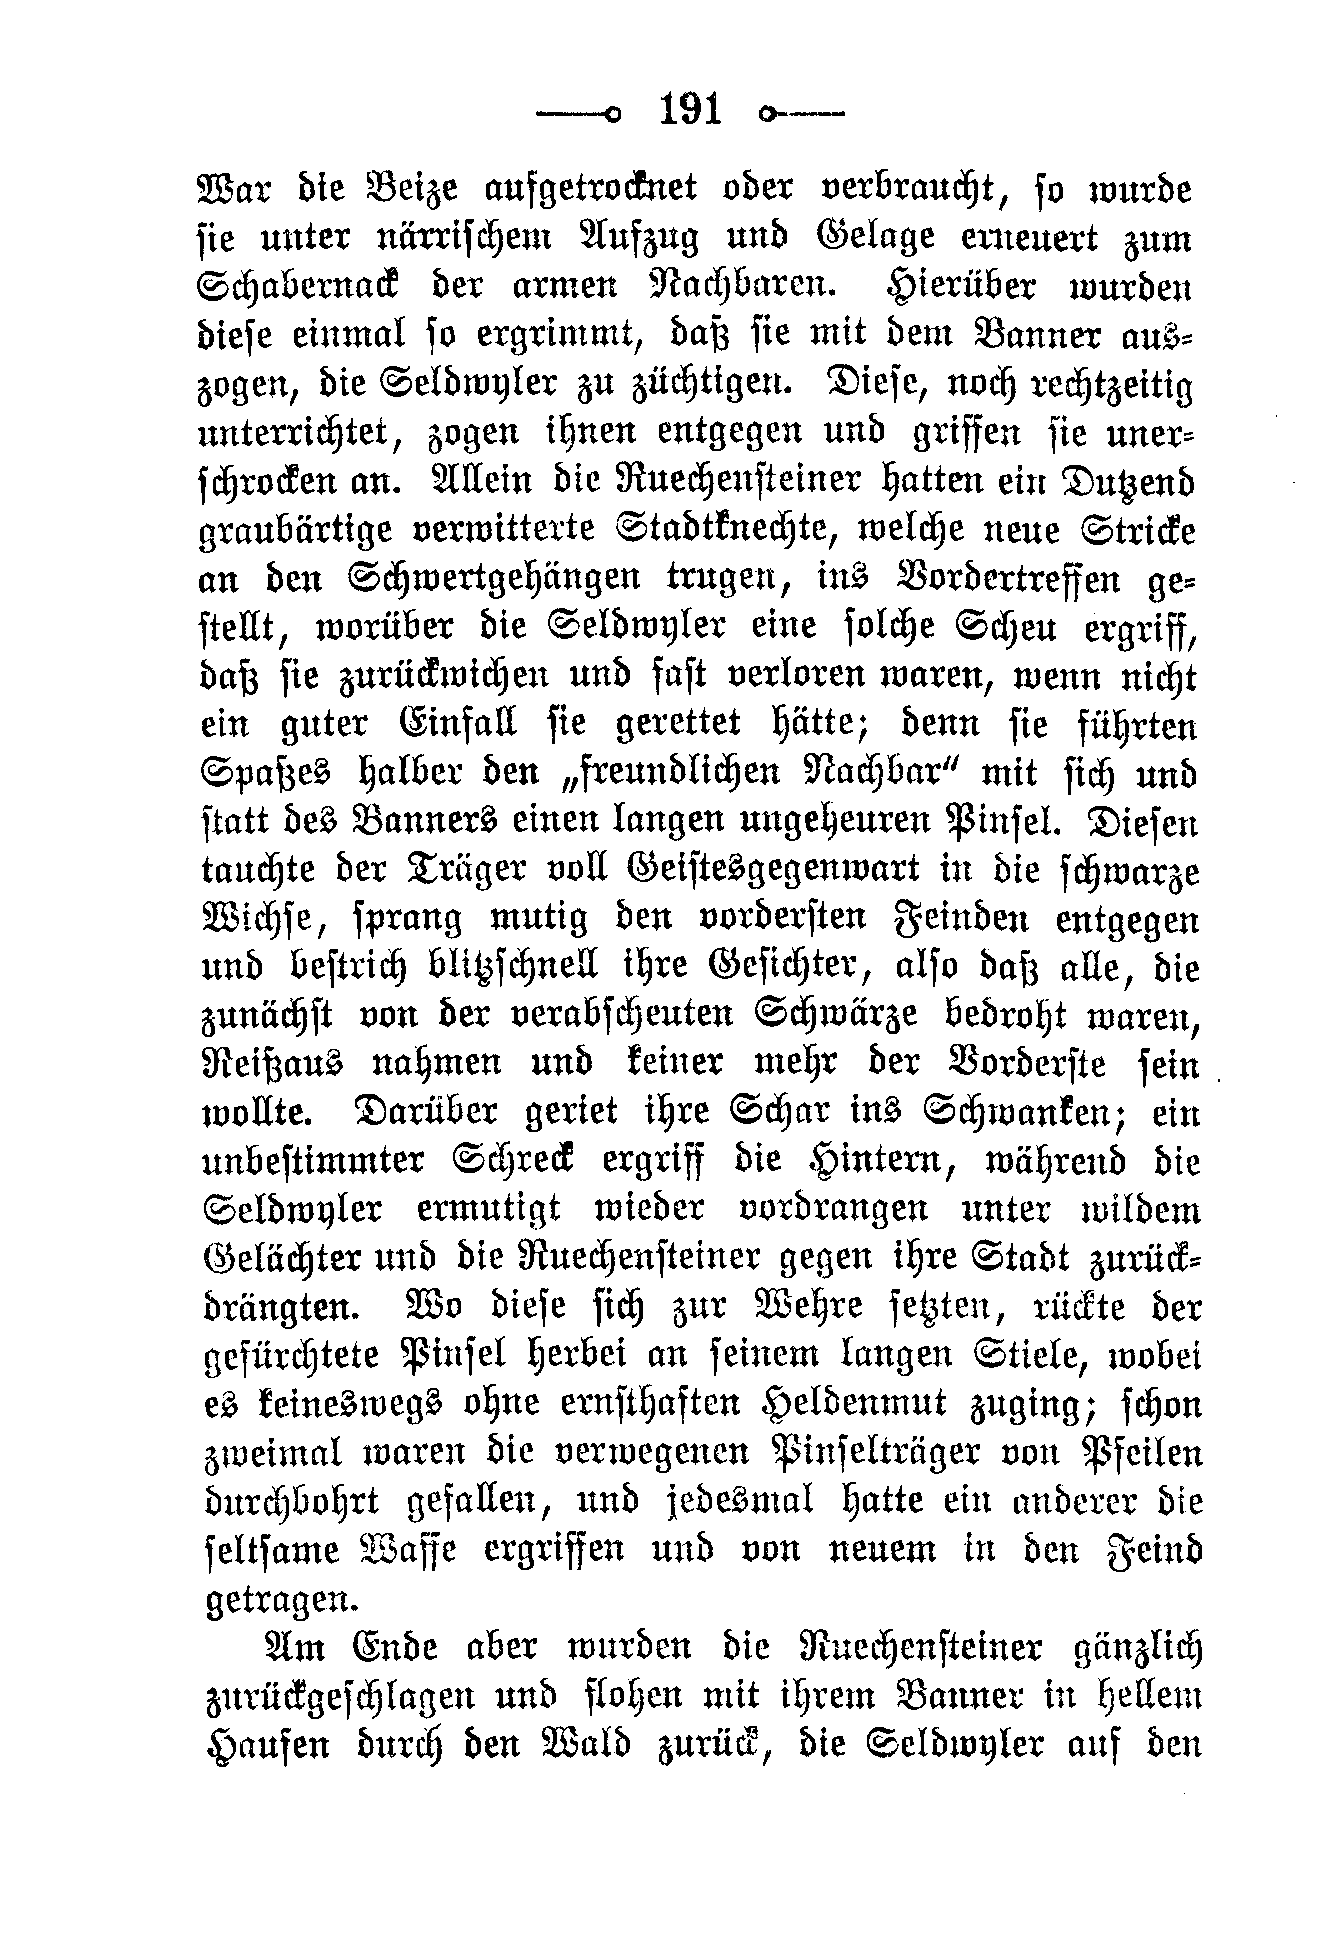 191
War die Beize aufgetrocknet oder verbraucht, so wurde
sie unter närrischem Aufzug und Gelage erneuert zum
Schabernack der armen Nachbaren. Hierüber wurden
diese einmal so ergrimmt, daß sie mit dem Banner aus-
zogen, die Seldwyler zu züchtigen. Diese, noch rechtzeitig
unterrichtet, zogen ihnen entgegen und griffen sie uner-
schrocken an. Allein die Ruechensteiner hatten ein Dutzend
graubärtige verwitterte Stadtknechte, welche neue Stricke
an den Schwertgehängen trugen, ins Vordertreffen ge-
stellt, worüber die Seldwyler eine solche Scheu ergriff,
daß sie zurückwichen und fast verloren waren, wenn nicht
ein guter Einfall sie gerettet hätte; denn sie führten
Spaßes halber den „freundlichen Nachbar“ mit sich und
statt des Banners einen langen ungeheuren Pinsel. Diesen
tauchte der Träger voll Geistesgegenwart in die schwarze
Wichse, sprang mutig den vordersten Feinden entgegen
und bestrich blitzschnell ihre Gesichter, also daß alle, die
zunächst von der verabscheuten Schwärze bedroht waren,
Reißaus nahmen und keiner mehr der Vorderste sein
wollte. Darüber geriet ihre Schar ins Schwanken; ein
unbestimmter Schreck ergriff die Hintern, während die
Seldwyler ermutigt wieder vordrangen unter wildem
Gelächter und die Ruechensteiner gegen ihre Stadt zurück-
drängten. Wo diese sich zur Wehre setzten, rückte der
gefürchtete Pinsel herbei an seinem langen Stiele, wobei
es keineswegs ohne ernsthaften Heldenmut zuging; schon
zweimal waren die verwegenen Pinselträger von Pfeilen
durchbohrt gefallen, und jedesmal hatte ein anderer die
seltsame Waffe ergriffen und von neuem in den Feind
getragen.
Am Ende aber wurden die Ruechensteiner gänzlich
zurückgeschlagen und flohen mit ihrem Banner in hellem
Haufen durch den Wald zurück, die Seldwyler auf den